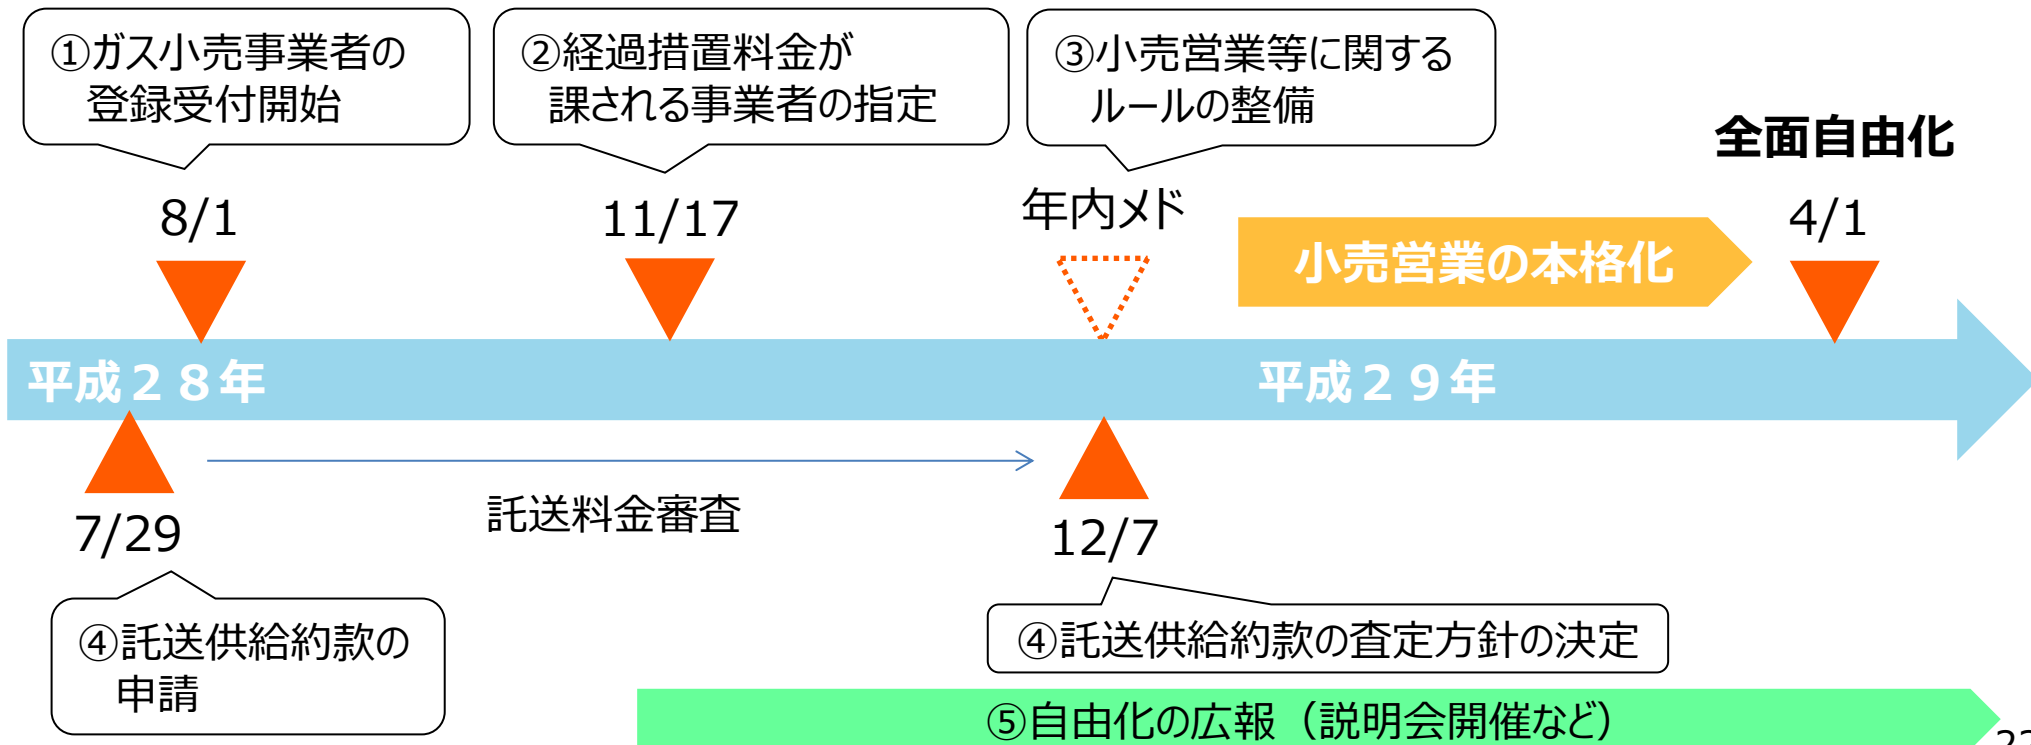 ①ガス小売事業者の
登録受付開始
②経過措置料金が
課される事業者の指定
③小売営業等に関する
ルールの整備
全面自由化
8/1
11/17
年内メド
4/1
小売営業の本格化
平成２８年
平成２９年
託送料金審査
7/29
12/7
④託送供給約款の
申請
④託送供給約款の査定方針の決定
⑤自由化の広報（説明会開催など）